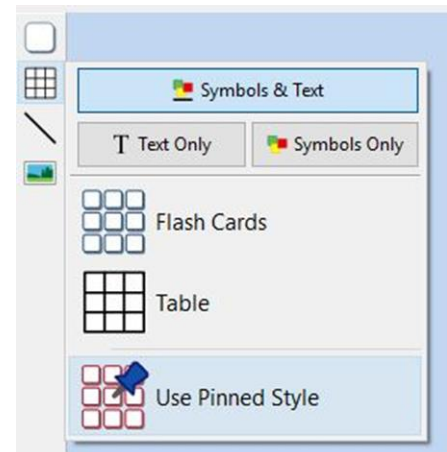 Symbols & Text
T Text Only Symbols Only
Flash Cards
Table
Use Pinned Style